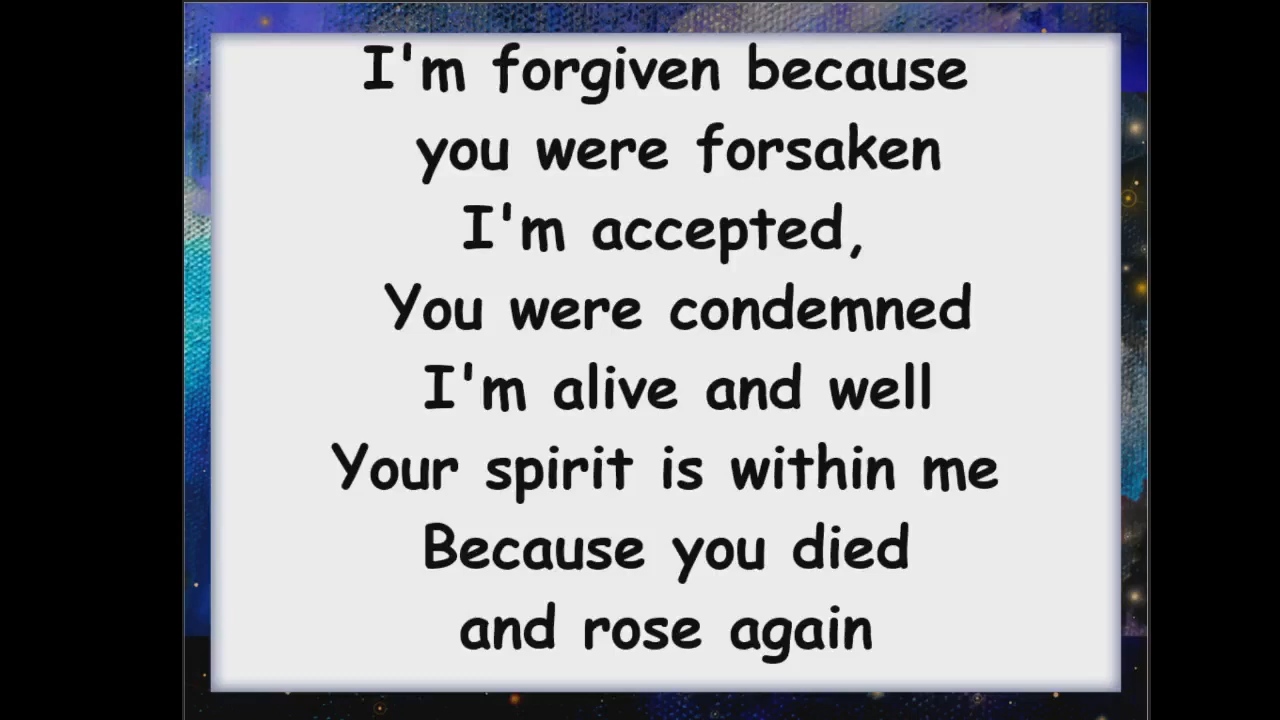 I'm forgiven because
you were forsaken
I'm accepted,
You were condemned
I'm alive and well
Your spirit is within me
Because you died
and rose again